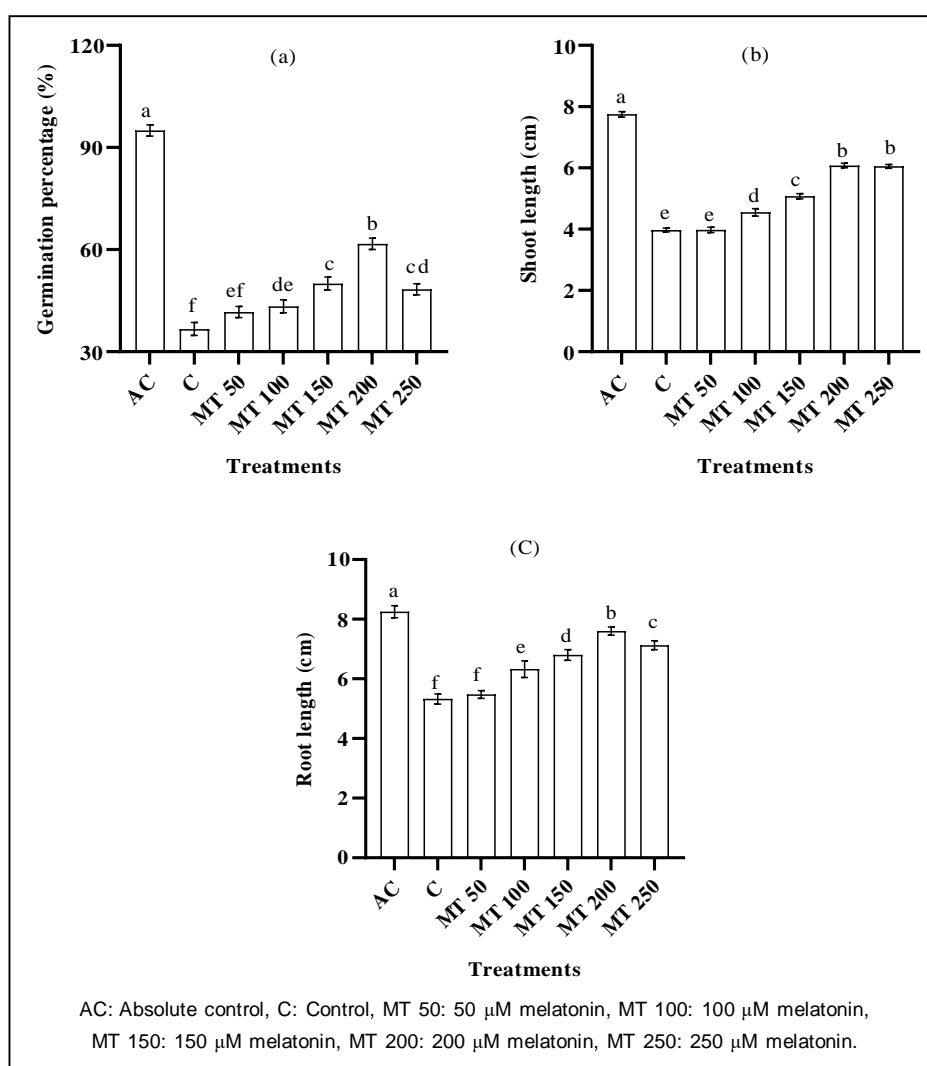 (a)
Germination percentage (%)
120
90
60
30
a
f
ef
de
c
b
cd
AC
C
MT 50
MT 100
MT 150
MT 200
MT 250
Treatments
(b)
Shoot length (cm)
10
8
6
4
2
0
a
e
e
d
c
b
b
AC
C
MT 50
MT 100
MT 150
MT 200
MT 250
Treatments
(C)
Root length (cm)
10
8
6
4
2
0
a
f
f
e
d
b
c
AC
C
MT 50
MT 100
MT 150
MT 200
MT 250
Treatments
AC: Absolute control, C: Control, MT 50: 50 μM melatonin, MT 100: 100 μM melatonin,
MT 150: 150 μM melatonin, MT 200: 200 μM melatonin, MT 250: 250 μM melatonin.